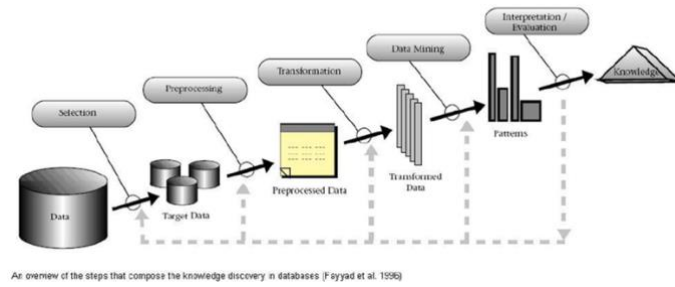 Interpretation /
Evaluation
Data Mining
Transformation
Preprocessing
Selection
Knowledge
Patterns
Transformed
Data
Preprocessed Data
Target Data
Data
An overview of the steps that compose the knowledge discovery in databases (Fayyad et al. 1996)